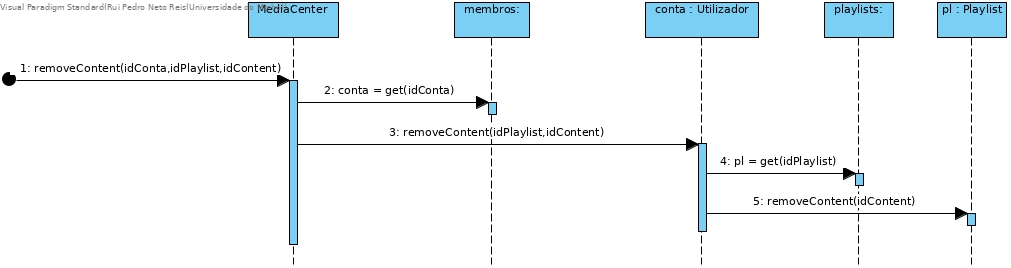 Visual Paradigm Standard(Rui Pedro Neto Reis(Universidade do
MediaCenter
membros:
conta : Utilizador
playlists:
pl : Playlist
1: removeContent(idConta,idPlaylist,idContent)
2: conta = get(idConta)
3: removeContent(idPlaylist,idContent)
4: pl = get(idPlaylist)
5: removeContent(idContent)